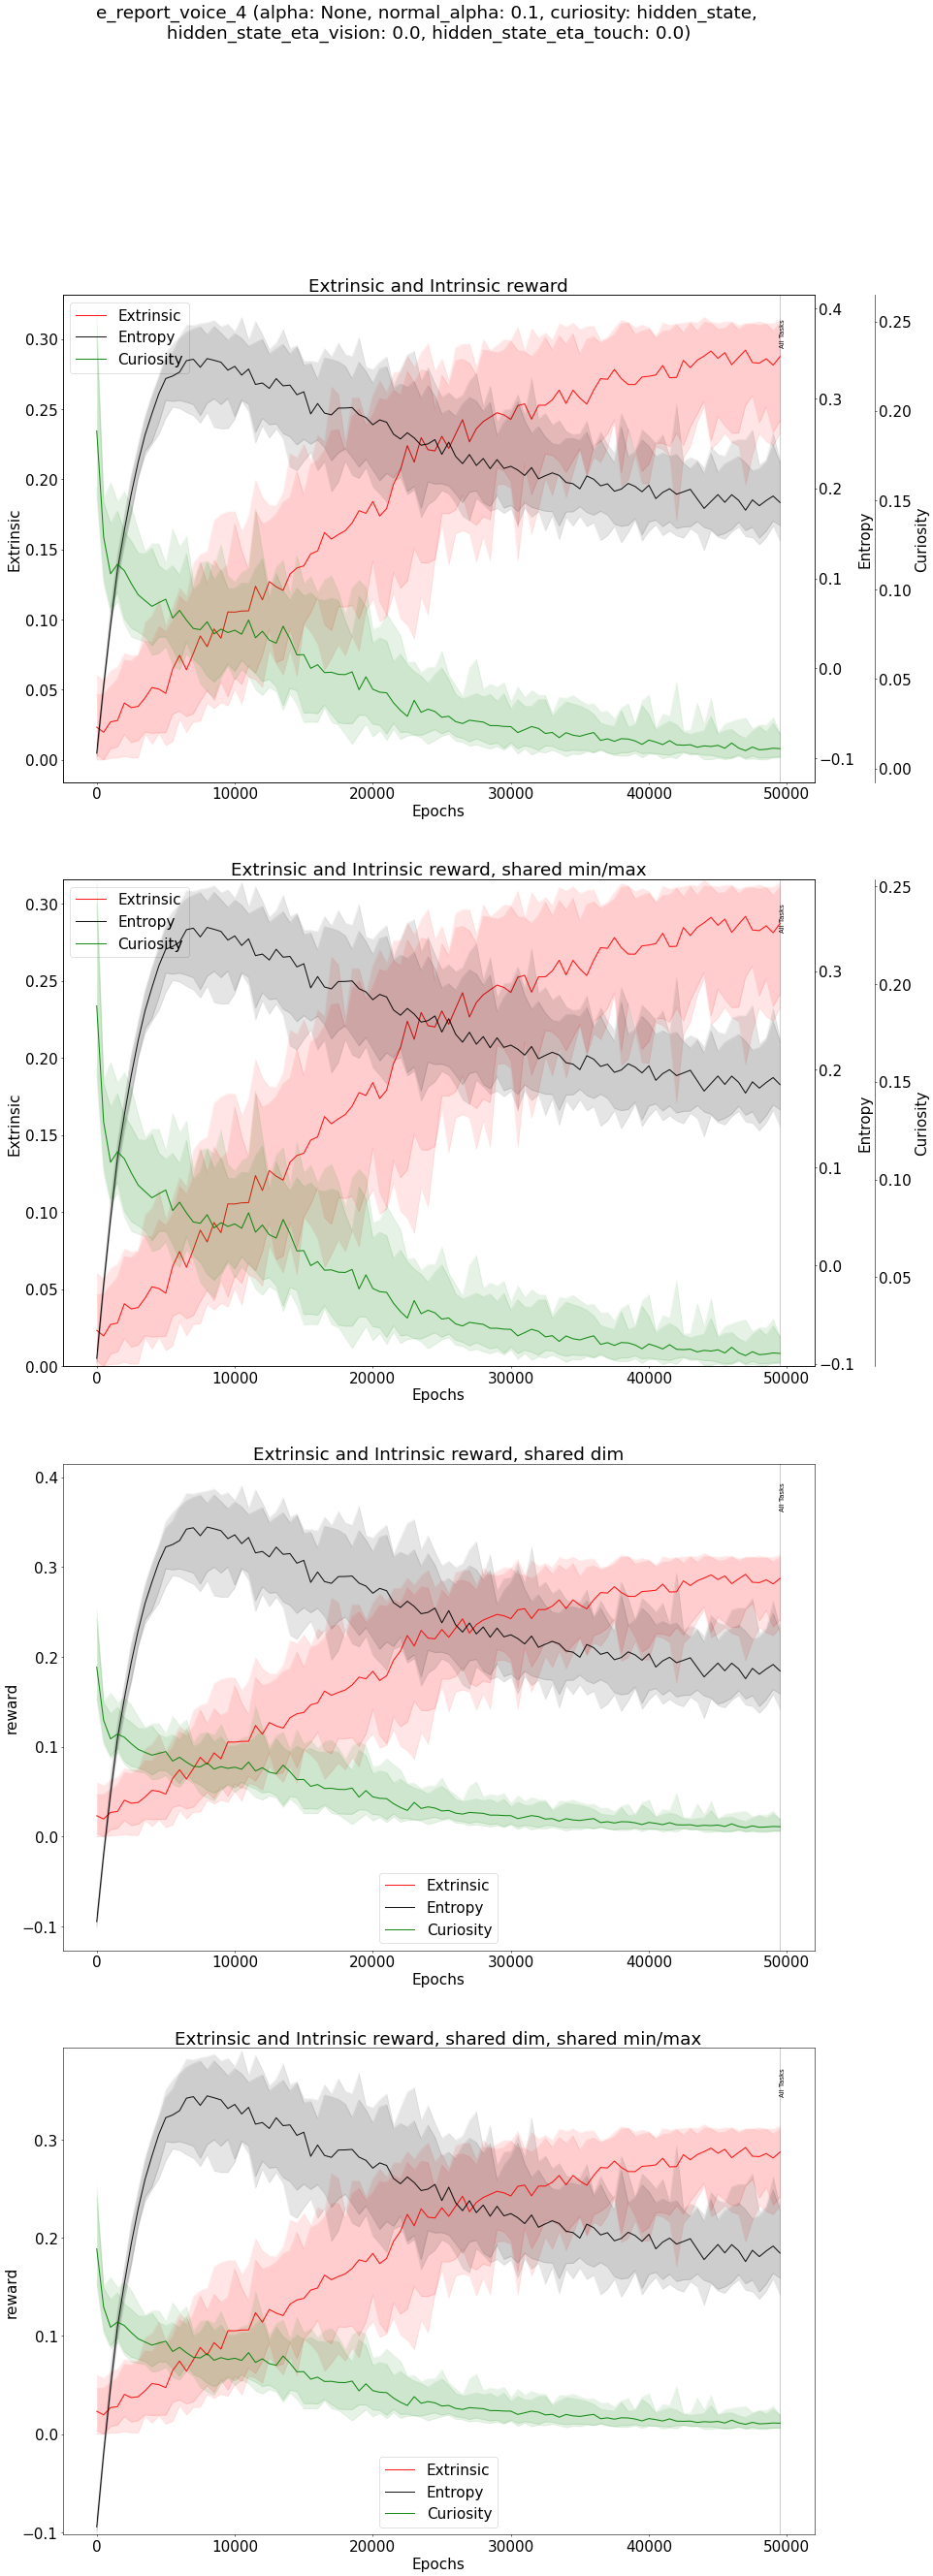 e_report_voice_4 (alpha: None, normal_alpha: 0.1, curiosity: hidden_state,
hidden_state_eta_vision: 0.0, hidden_state_eta_touch: 0.0)
Extrinsic and Intrinsic reward
Extrinsic
Entropy
Curiosity
All Tasks
0.30
0.25
0.20
0.15
0.10
0.05
0.00
Extrinsic
0.4
0.3
0.2
0.1
0.0
−0.1
Entropy
0.25
0.20
0.15
0.10
0.05
0.00
Curiosity
0 10000 20000 30000 40000 50000
Epochs
Extrinsic and Intrinsic reward, shared min/max
Extrinsic
Entropy
Curiosity
All Tasks
0.30
0.25
0.20
0.15
0.10
0.05
0.00
Extrinsic
0.3
0.2
0.1
0.0
−0.1
Entropy
0.25
0.20
0.15
0.10
0.05
Curiosity
0 10000 20000 30000 40000 50000
Epochs
Extrinsic and Intrinsic reward, shared dim
All Tasks
0.4
0.3
0.2
0.1
0.0
−0.1
reward
Extrinsic
Entropy
Curiosity
0 10000 20000 30000 40000 50000
Epochs
Extrinsic and Intrinsic reward, shared dim, shared min/max
All Tasks
0.3
0.2
0.1
0.0
−0.1
reward
Extrinsic
Entropy
Curiosity
0 10000 20000 30000 40000 50000
Epochs